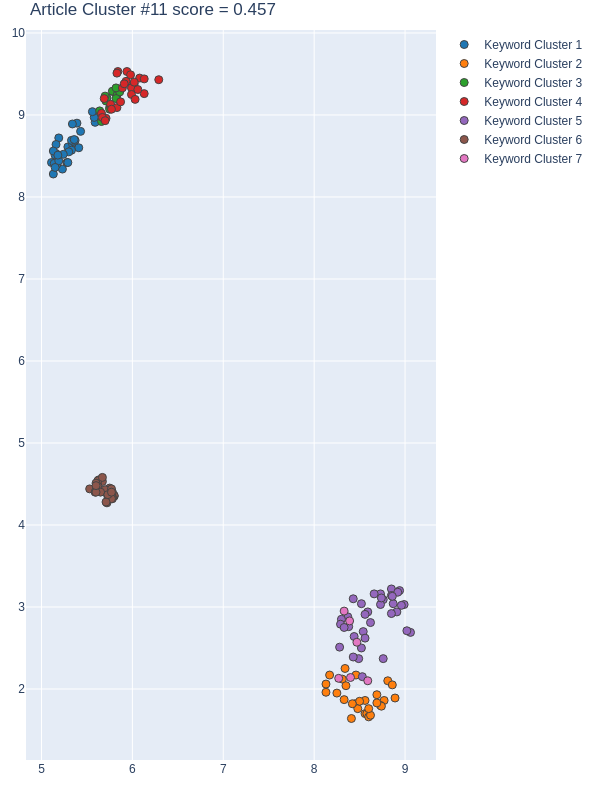 Article Cluster #11 score = 0.457
10
9
8
7
6
5
4
3
2
5 6 7 8 9
Keyword Cluster 1
Keyword Cluster 2
Keyword Cluster 3
Keyword Cluster 4
Keyword Cluster 5
Keyword Cluster 6
Keyword Cluster 7